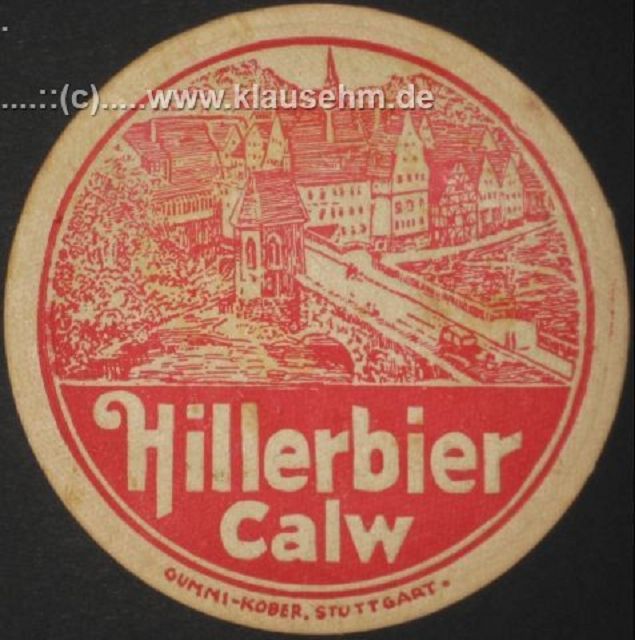 .
.....::(c).....www.klausehm.de
Hillerbier
Calw
GUMMI-KOBER, STUTTGART.